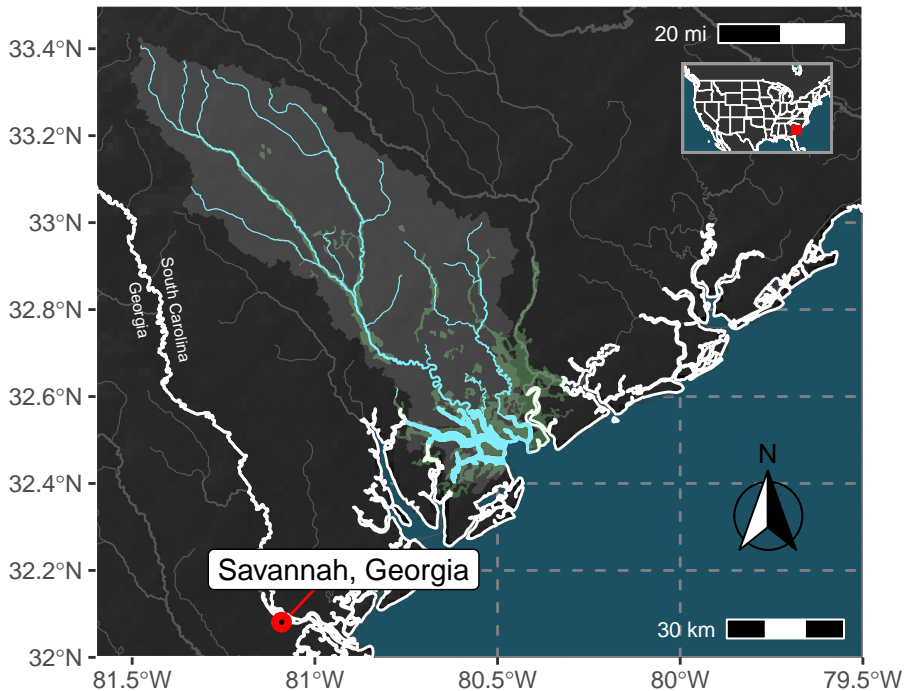 33.4°N
33.2°N
33°N
32.8°N
32.6°N
32.4°N
32.2°N
32°N
20 mi
South Carolina
Georgia
N
Savannah, Georgia
30 km
81.5°W
81°W
80.5°W
80°W
79.5°W